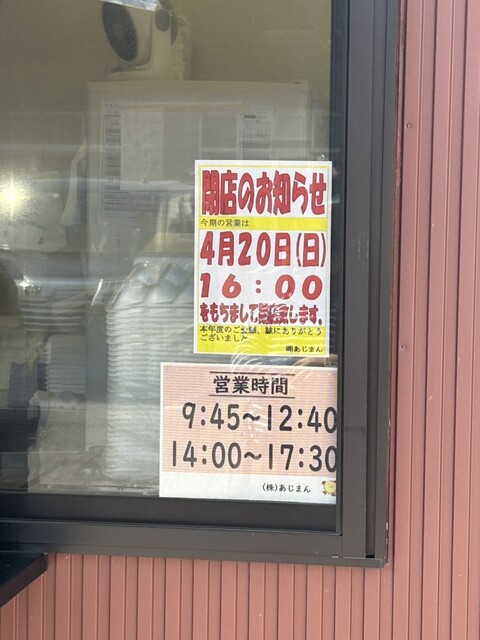 閉店のお知らせ
今期の営業は
4月20日(日)
16:00
をもちまして閉店致します。
本年度のご愛顧、誠にありがとう
ございました。
㈱あじまん
営業時間
9:45～12:40
14:00～17:30
(株)あじまん